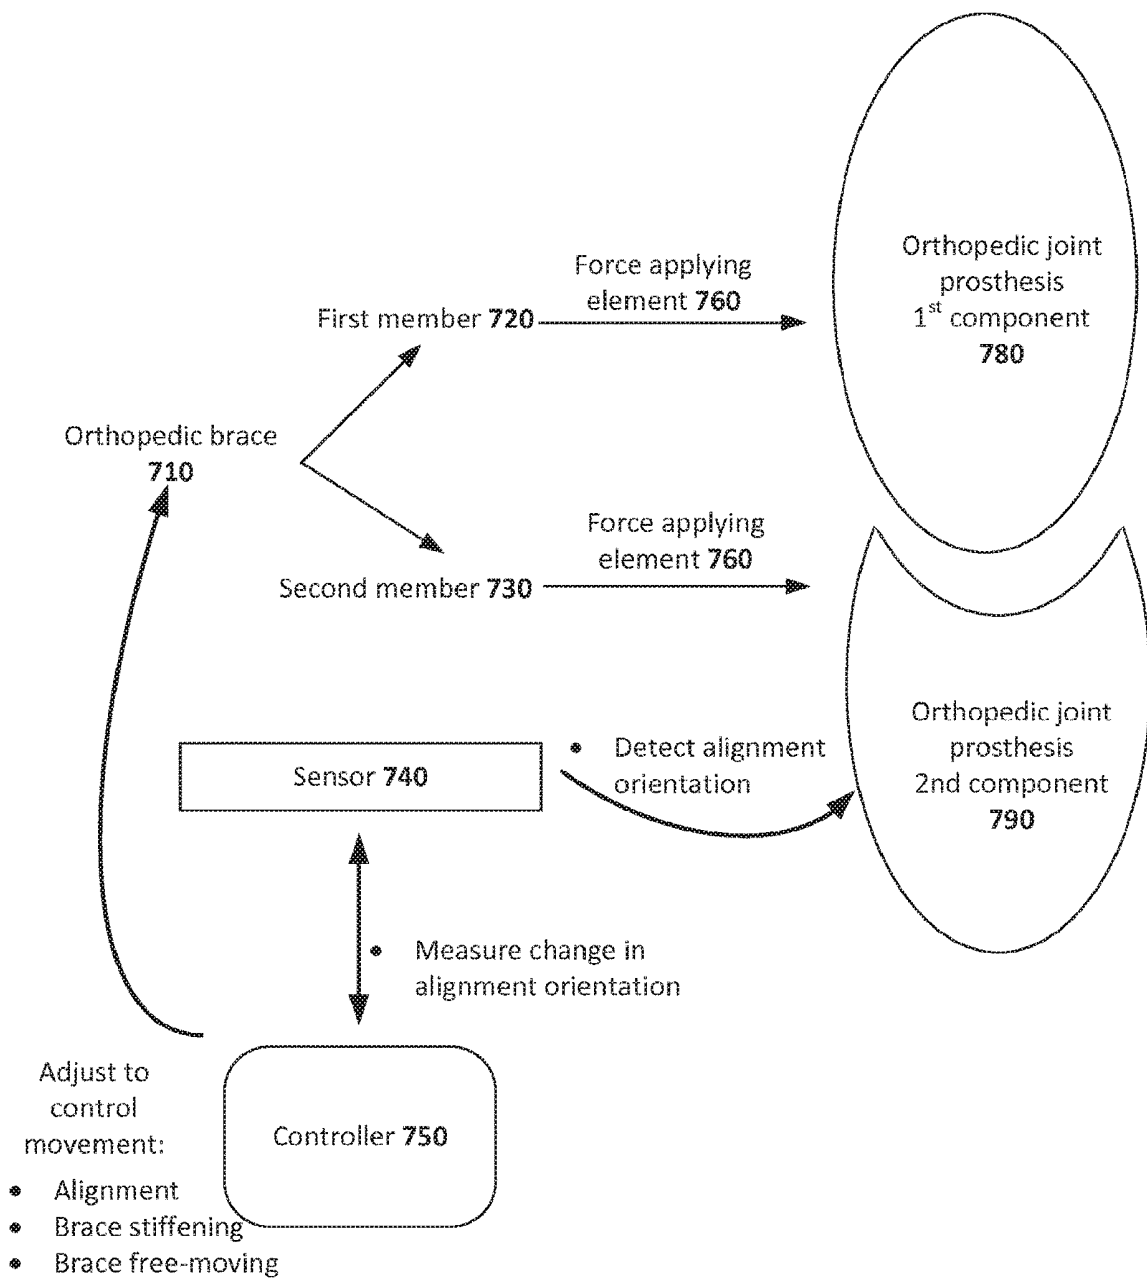 Orthopedic joint
prosthesis
1st component
780
Force applying
element 760
First member 720
Orthopedic brace
710
Force applying
element 760
Second member 730
Orthopedic joint
prosthesis
2nd component
790
• Detect alignment
orientation
Sensor 740
• Measure change in
alignment orientation
Adjust to
control
movement:
Controller 750
• Alignment
• Brace stiffening
• Brace free-moving